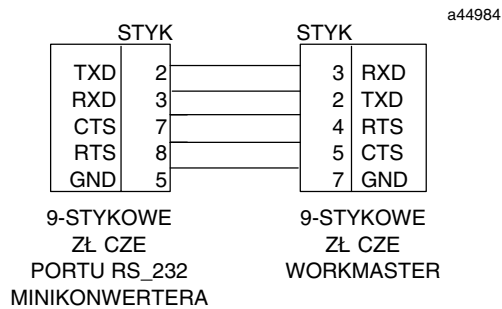 a44984
STYK STYK
TXD 2 3 RXD
RXD 3 2 TXD
CTS 7 4 RTS
RTS 8 5 CTS
GND 5 7 GND
9-STYKOWE 9-STYKOWE
ZŁ CZE ZŁ CZE
PORTU RS_232 WORKMASTER
MINIKONWERTERA